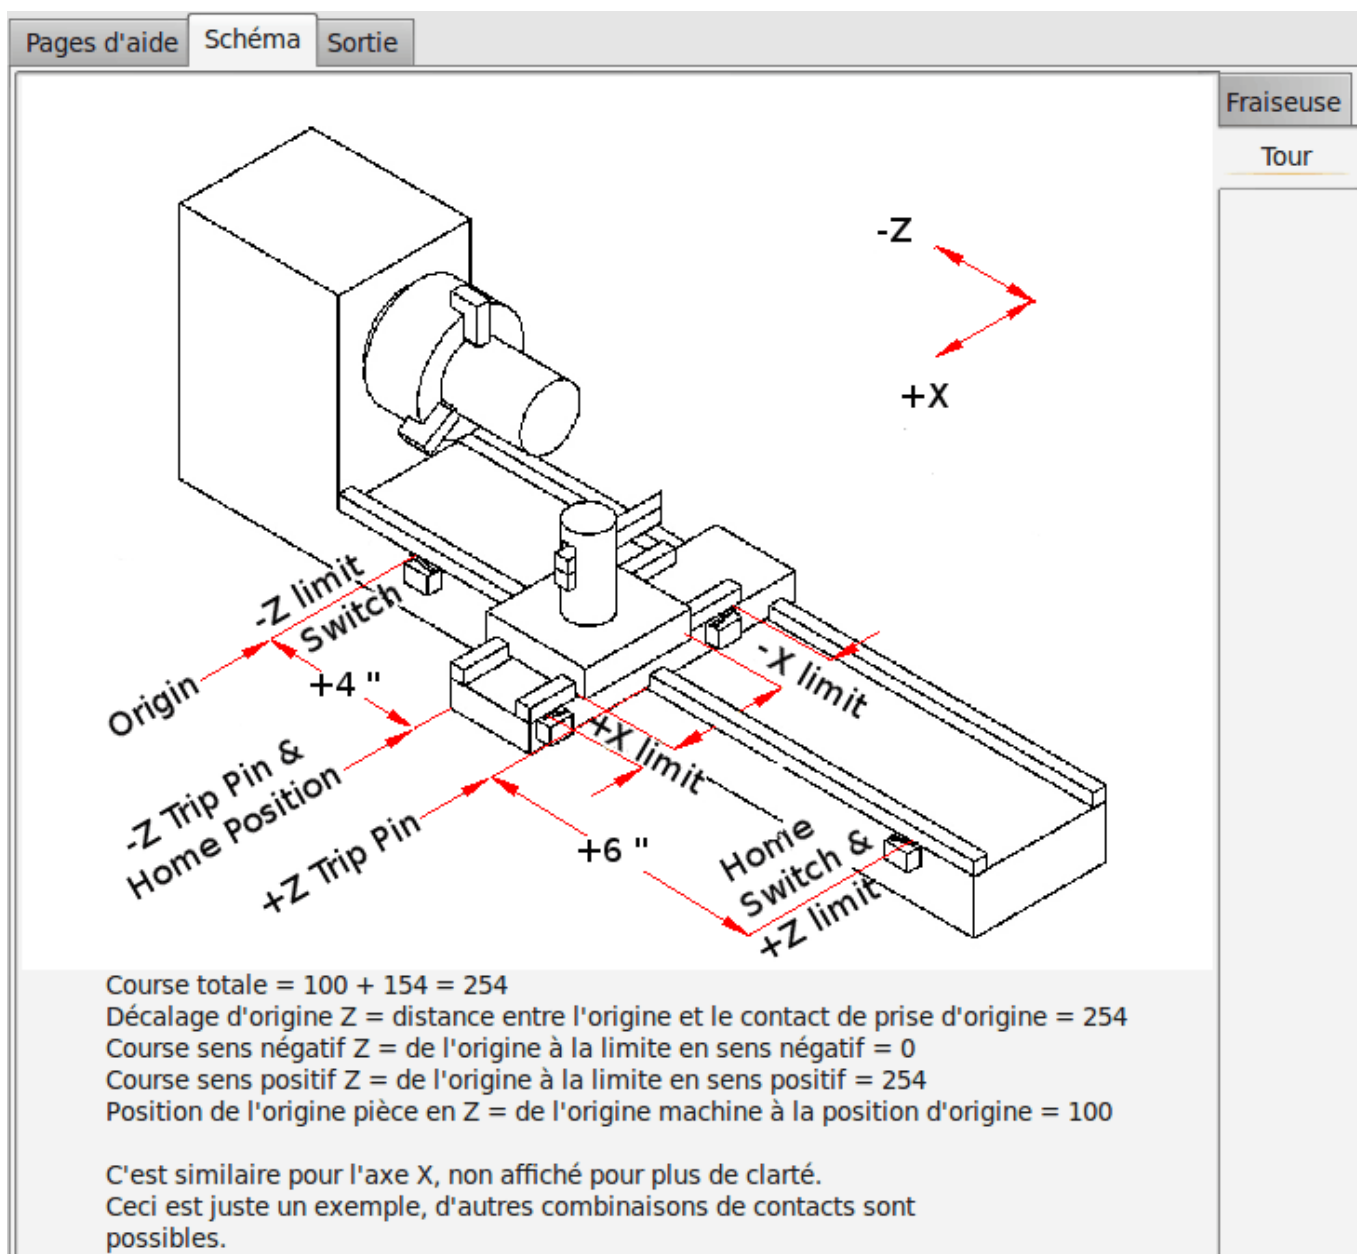 Pages d'aide
Schéma
Sortie
Fraiseuse
Tour
-Z
+X
-Z limit
Switch
Origin
+4 "
-X limit
+X limit
-Z Trip Pin &
Home Position
+Z Trip Pin
+6 "
Home
Switch &
+Z limit
Course totale = 100 + 154 = 254
Décalage d'origine Z = distance entre l'origine et le contact de prise d'origine = 254
Course sens négatif Z = de l'origine à la limite en sens négatif = 0
Course sens positif Z = de l'origine à la limite en sens positif = 254
Position de l'origine pièce en Z = de l'origine machine à la position d'origine = 100
C'est similaire pour l'axe X, non affiché pour plus de clarté.
Ceci est juste un exemple, d'autres combinaisons de contacts sont
possibles.